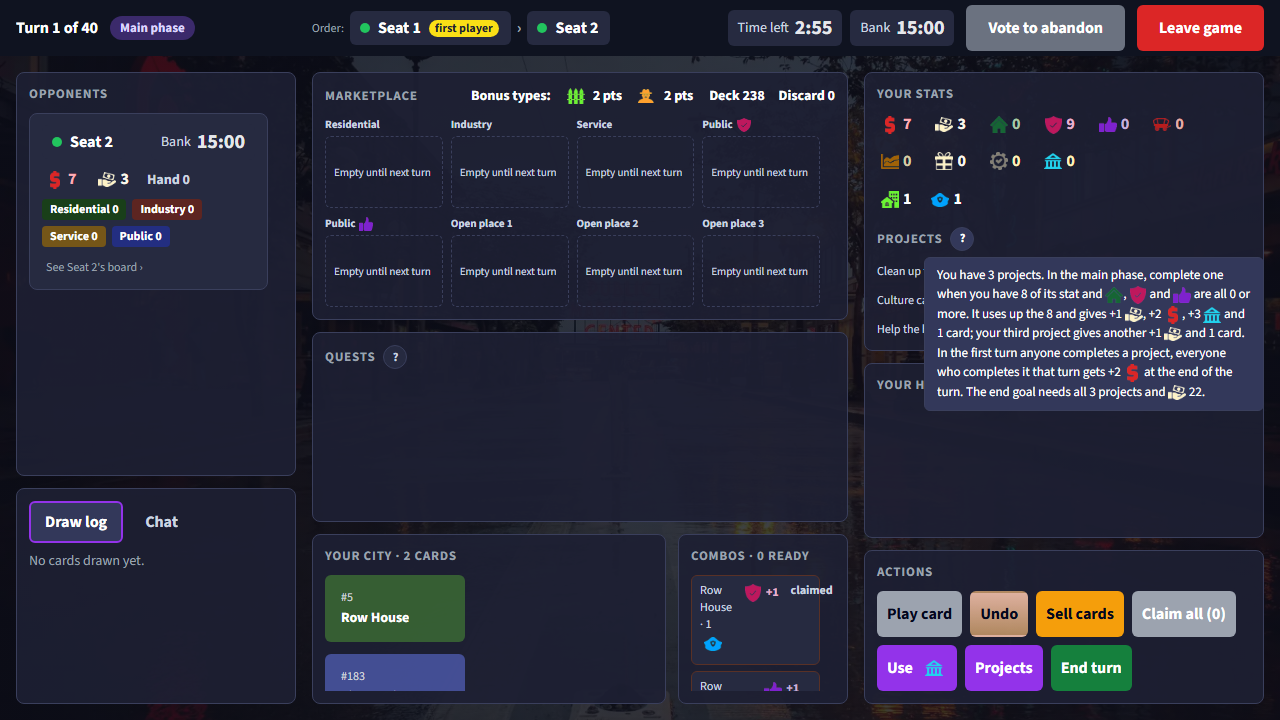 Turn 1 of 40
Main phase
Order:
Seat 1
first player
›
Seat 2
Time left 2:55
Bank 15:00
Vote to abandon
Leave game
OPPONENTS
Seat 2
Bank 15:00
7
3
Hand 0
Residential 0
Industry 0
Service 0
Public 0
See Seat 2's board ›
Draw log
Chat
No cards drawn yet.
MARKETPLACE
Bonus types:
2 pts
2 pts
Deck 238
Discard 0
Residential
Industry
Service
Public
Empty until next turn
Empty until next turn
Empty until next turn
Empty until next turn
Public
Open place 1
Open place 2
Open place 3
Empty until next turn
Empty until next turn
Empty until next turn
Empty until next turn
QUESTS
?
YOUR CITY · 2 CARDS
#5
Row House
#183
COMBOS · 0 READY
Row
House
· 1
+1
claimed
Row
+1
YOUR STATS
7
3
0
9
0
0
0
0
0
0
1
1
PROJECTS
?
Clean up
Culture ca
Help the
You have 3 projects. In the main phase, complete one
when you have 8 of its stat and , and are all 0 or
more. It uses up the 8 and gives +1 , +2 , +3 and
1 card; your third project gives another +1 and 1 card.
In the first turn anyone completes a project, everyone
who completes it that turn gets +2 at the end of the
turn. The end goal needs all 3 projects and 22.
YOUR H
ACTIONS
Play card
Undo
Sell cards
Claim all (0)
Use
Projects
End turn